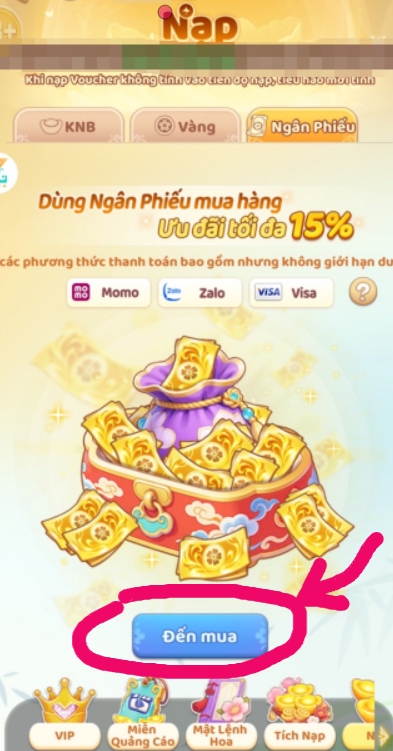 Nạp
Khi nạp Voucher không tính vào tiến độ nạp, tiêu hao mới tính
KNB
Vàng
Ngân Phiếu
Dùng Ngân Phiếu mua hàng
Ưu đãi tối đa 15%
các phương thức thanh toán bao gồm nhưng không giới hạn dư
momo Momo
Zalo Zalo
VISA Visa
?
Đến mua
VIP
Miễn
Quảng Cáo
Mật Lệnh
Hoa
Tích Nạp
N